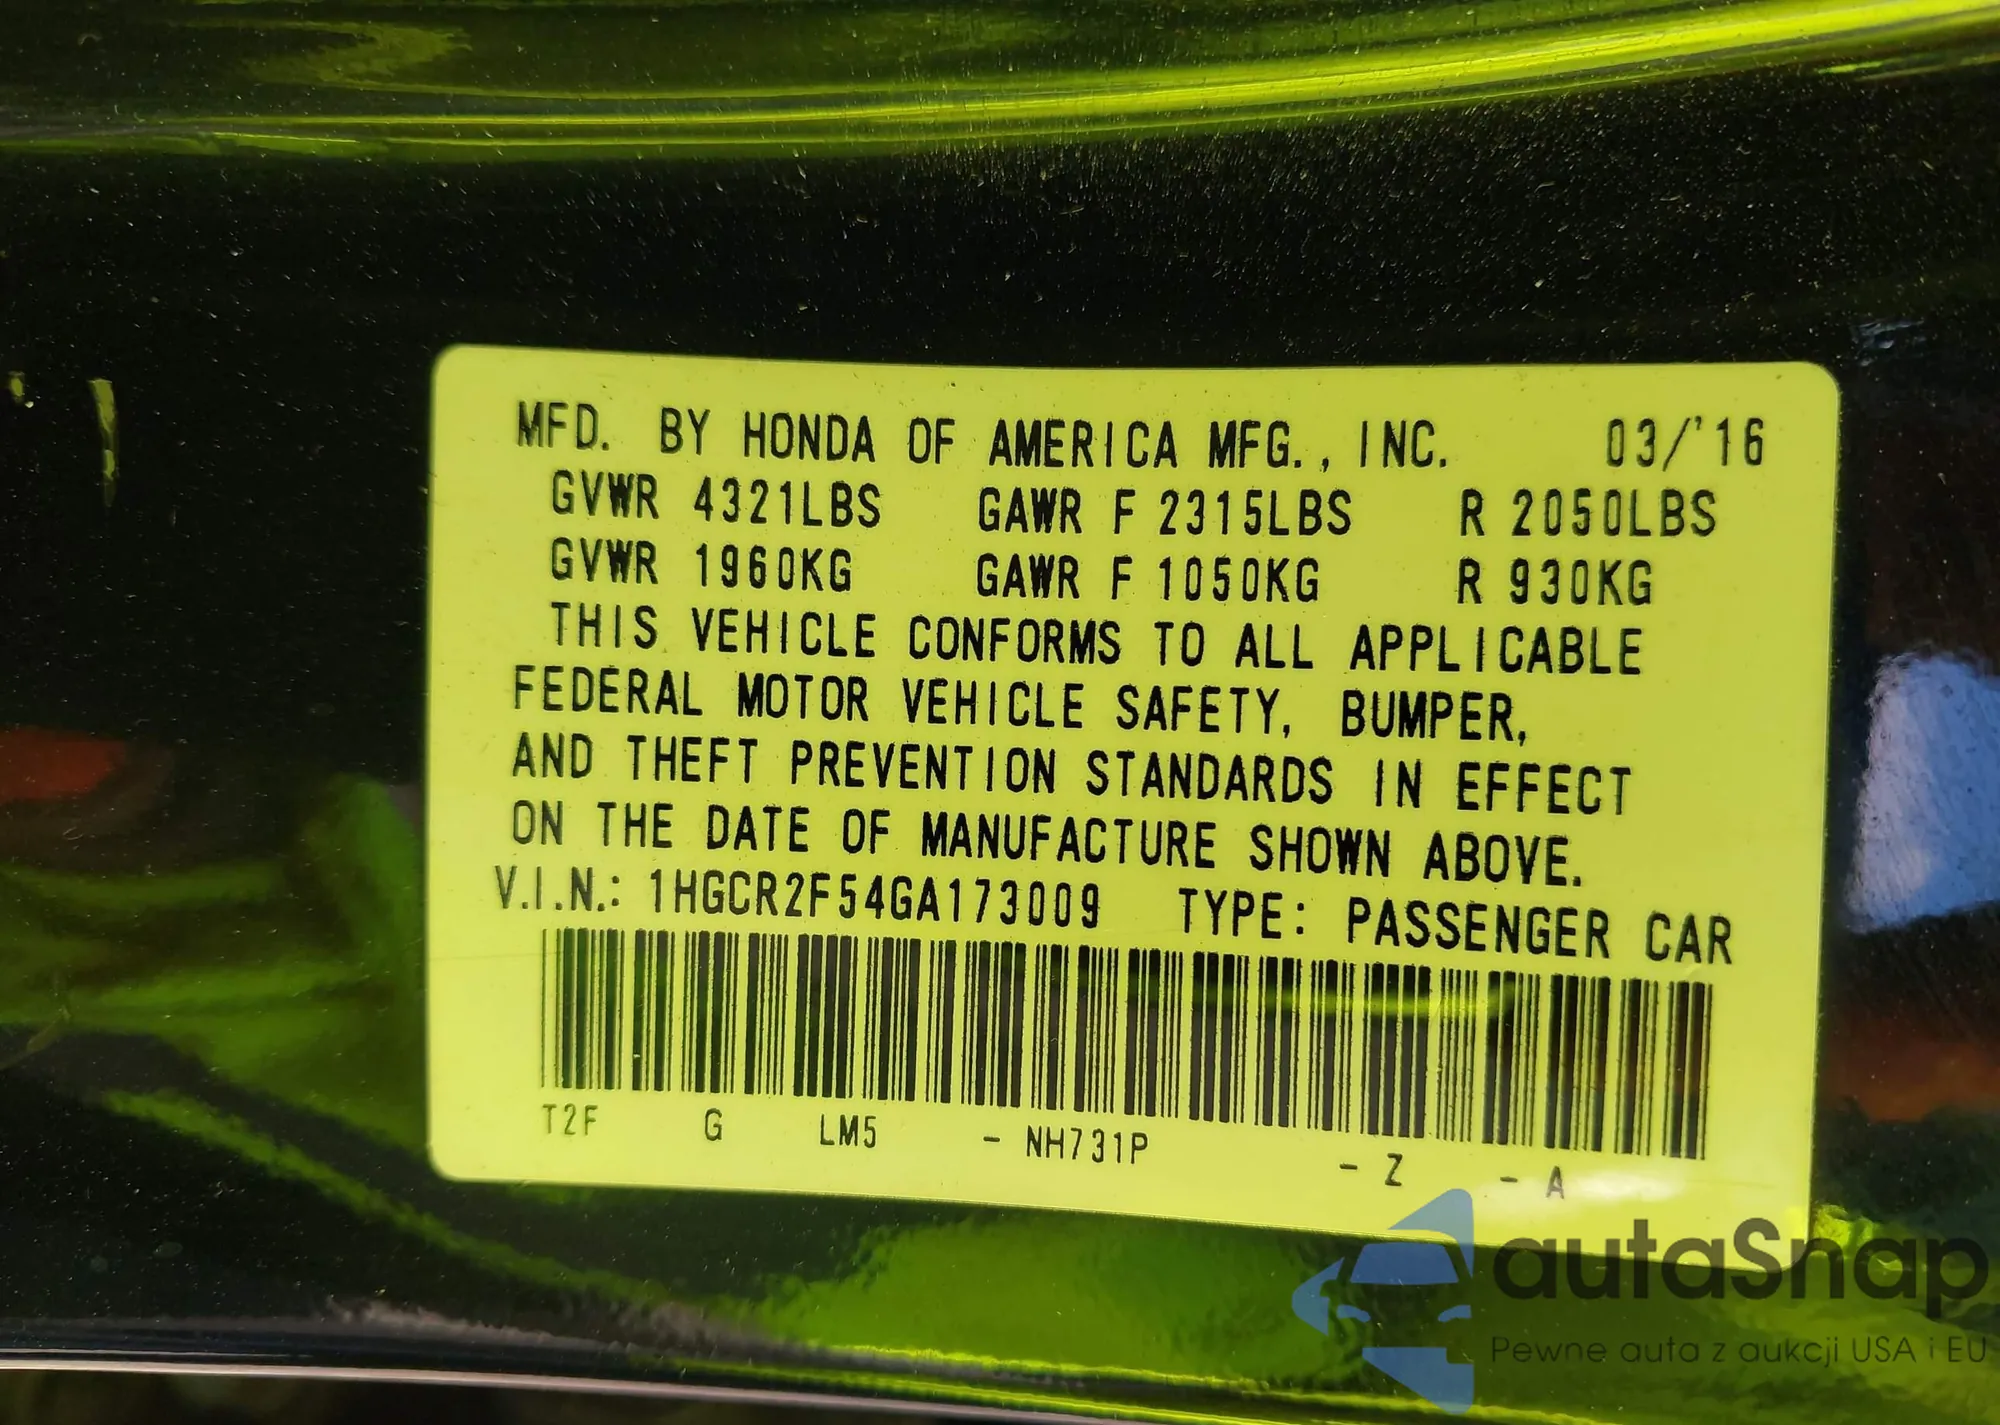 MFD. BY HONDA OF AMERICA MFG., INC. 03/'16
GVWR 4321LBS GAWR F 2315LBS R 2050LBS
GVWR 1960KG GAWR F 1050KG R 930KG
THIS VEHICLE CONFORMS TO ALL APPLICABLE
FEDERAL MOTOR VEHICLE SAFETY, BUMPER,
AND THEFT PREVENTION STANDARDS IN EFFECT
ON THE DATE OF MANUFACTURE SHOWN ABOVE.
V.I.N.: 1HGCR2F54GA173009 TYPE: PASSENGER CAR
T2F G LM5 - NH731P - Z - A
autaSnap
Pewne auta z aukcji USA i EU